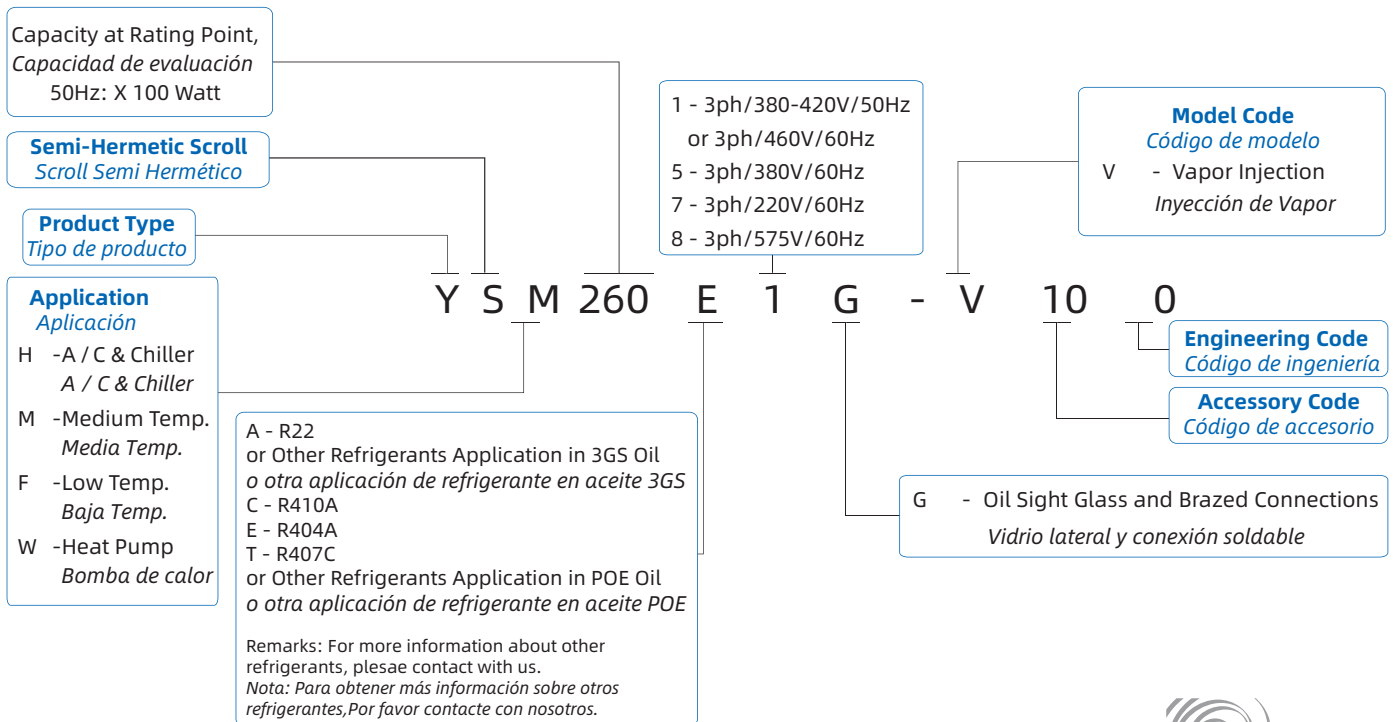 Capacity at Rating Point,
Capacidad de evaluación
50Hz: X 100 Watt
Semi-Hermetic Scroll
Scroll Semi Hermético
Product Type
Tipo de producto
Application
Aplicación
H -A / C & Chiller
A / C & Chiller
M -Medium Temp.
Media Temp.
F -Low Temp.
Baja Temp.
W -Heat Pump
Bomba de calor
1 - 3ph/380-420V/50Hz
or 3ph/460V/60Hz
5 - 3ph/380V/60Hz
7 - 3ph/220V/60Hz
8 - 3ph/575V/60Hz
Model Code
Código de modelo
V - Vapor Injection
Inyección de Vapor
Y S M 260 E 1 G - V 10 0
Engineering Code
Código de ingeniería
Accessory Code
Código de accesorio
G - Oil Sight Glass and Brazed Connections
Vidrio lateral y conexión soldable
A - R22
or Other Refrigerants Application in 3GS Oil
o otra aplicación de refrigerante en aceite 3GS
C - R410A
E - R404A
T - R407C
or Other Refrigerants Application in POE Oil
o otra aplicación de refrigerante en aceite POE
Remarks: For more information about other
refrigerants, plesae contact with us.
Nota: Para obtener más información sobre otros
refrigerantes,Por favor contacte con nosotros.